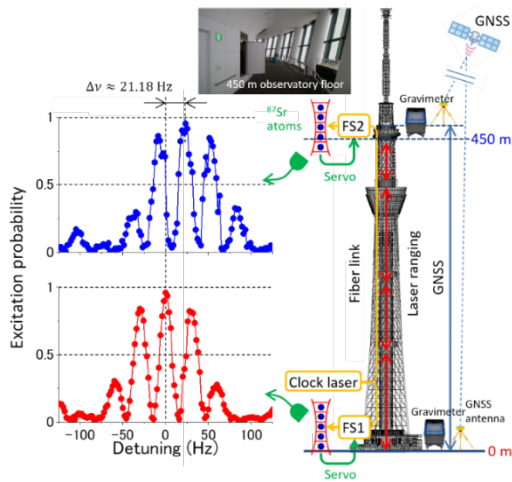 GNSS
450 m observatory floor
Δν ≈ 21.18 Hz
⁸⁷Sr
atoms
FS2
Servo
Gravimeter
450 m
1
0.5
0
Excitation probability
1
0.5
0
-100
-50
0
50
100
Detuning (Hz)
Fiber link
Laser ranging
GNSS
Clock laser
FS1
Servo
Gravimeter
GNSS
antenna
0 m